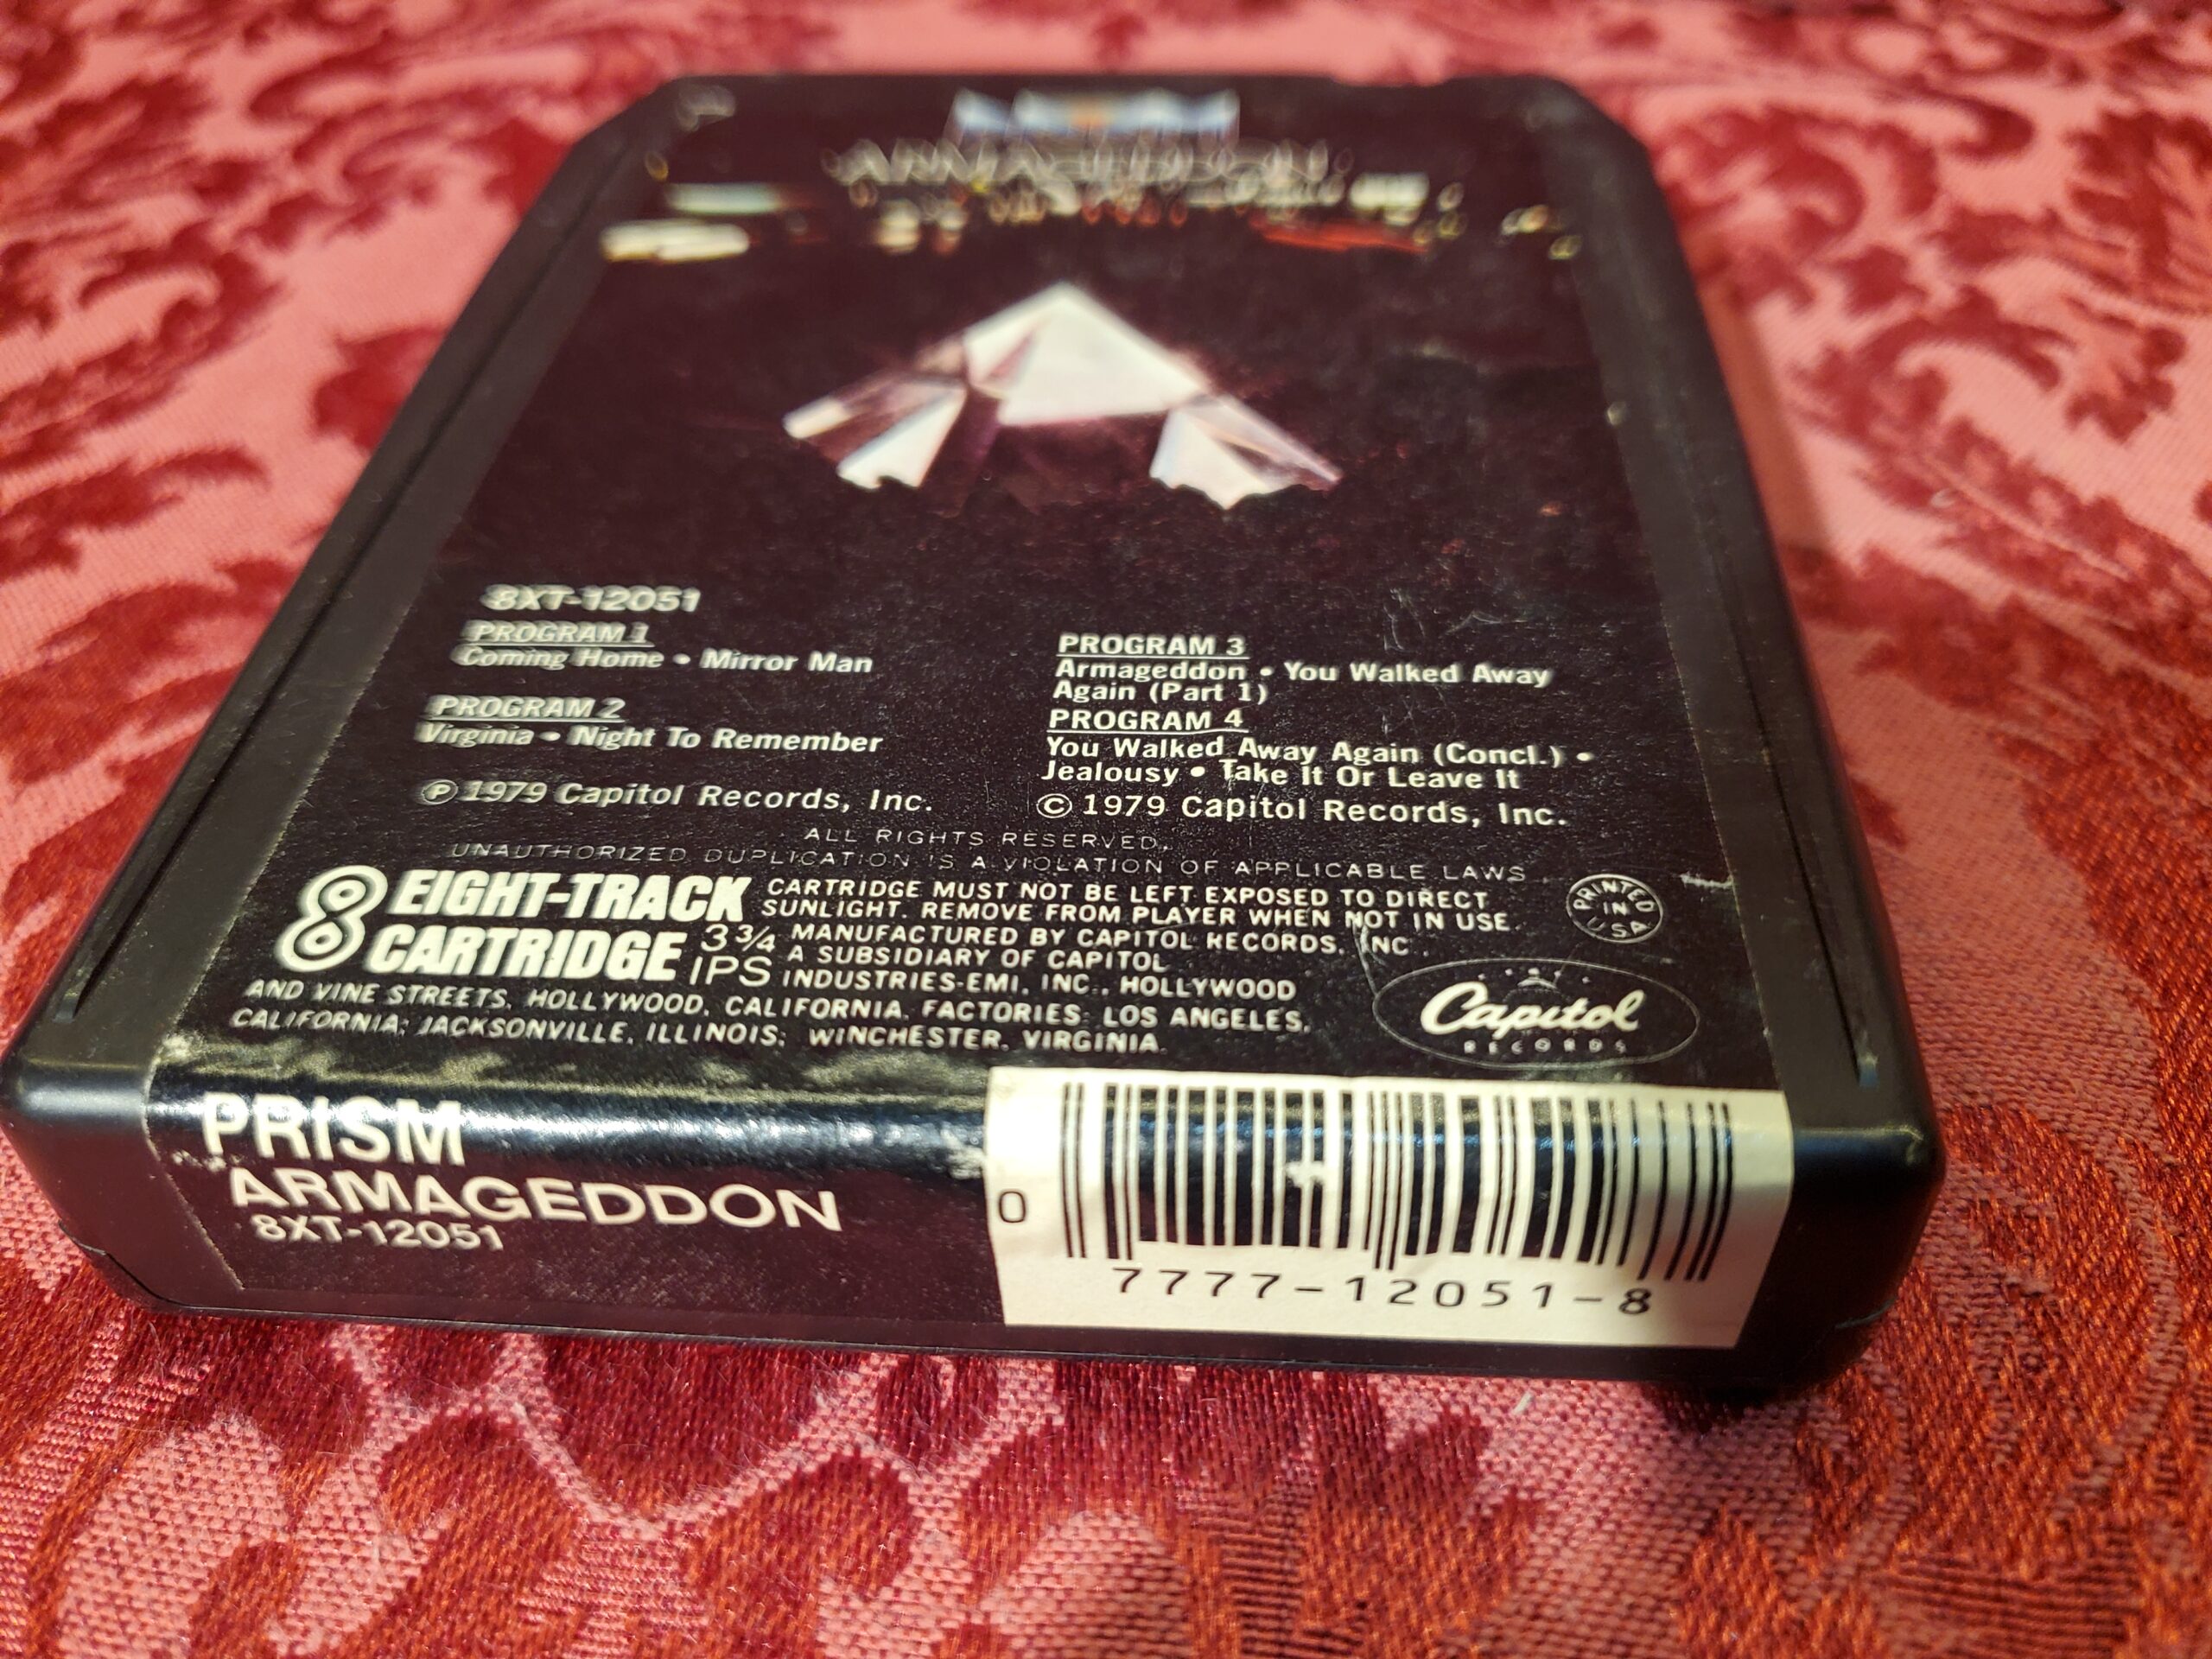 ARMAGEDDON
8XT-12051
PROGRAM 1
Coming Home • Mirror Man
PROGRAM 2
Virginia • Night To Remember
℗ 1979 Capitol Records, Inc.
PROGRAM 3
Armageddon • You Walked Away
Again (Part 1)
PROGRAM 4
You Walked Away Again (Concl.) •
Jealousy • Take It Or Leave It
© 1979 Capitol Records, Inc.
ALL RIGHTS RESERVED.
UNAUTHORIZED DUPLICATION IS A VIOLATION OF APPLICABLE LAWS
8 EIGHT-TRACK
CARTRIDGE
3 3/4
IPS
CARTRIDGE MUST NOT BE LEFT EXPOSED TO DIRECT
SUNLIGHT. REMOVE FROM PLAYER WHEN NOT IN USE.
MANUFACTURED BY CAPITOL RECORDS, INC.
A SUBSIDIARY OF CAPITOL
INDUSTRIES-EMI, INC., HOLLYWOOD
AND VINE STREETS, HOLLYWOOD, CALIFORNIA. FACTORIES: LOS ANGELES,
CALIFORNIA; JACKSONVILLE, ILLINOIS; WINCHESTER, VIRGINIA.
PRINTED
IN
U.S.A.
Capitol
RECORDS
PRISM
ARMAGEDDON
8XT-12051
0
7777-12051-8